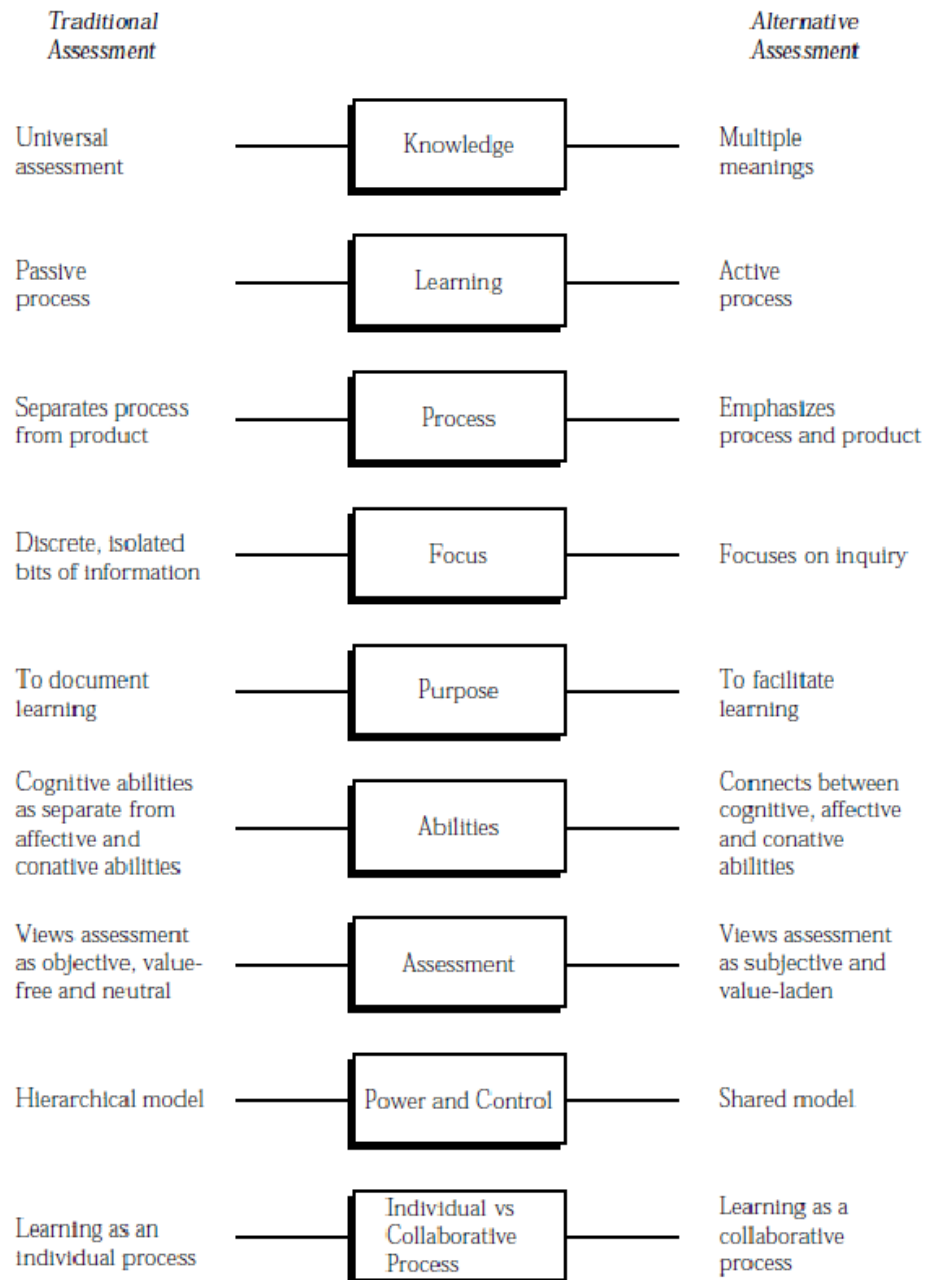 Traditional
Assessment
Alternative
Assessment
Universal
assessment
Knowledge
Multiple
meanings
Passive
process
Learning
Active
process
Separates process
from product
Process
Emphasizes
process and product
Discrete, isolated
bits of information
Focus
Focuses on inquiry
To document
learning
Purpose
To facilitate
learning
Cognitive abilities
as separate from
affective and
conative abilities
Abilities
Connects between
cognitive, affective
and conative
abilities
Views assessment
as objective, value-
free and neutral
Assessment
Views assessment
as subjective and
value-laden
Hierarchical model
Power and Control
Shared model
Learning as an
individual process
Individual vs
Collaborative
Process
Learning as a
collaborative
process